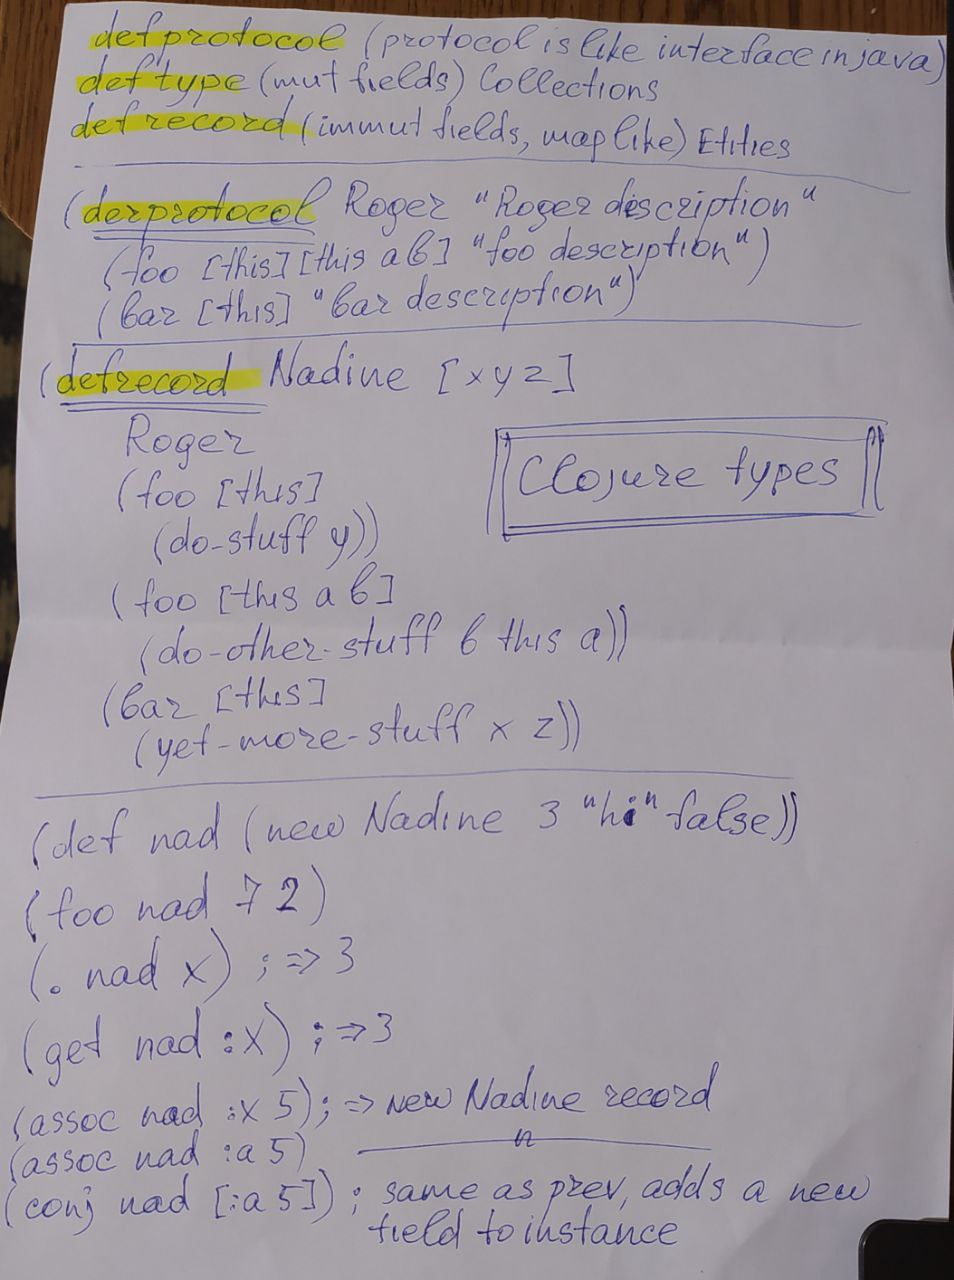 defprotocol (protocol is like interface in java)
deftype (mut fields) Collections
defrecord (immut fields, map like) Etities
(derprotocol Roger "Roger description"
(foo [this] [this a b] "foo description")
(bar [this] "bar description")
(defrecord Nadine [x y z]
Roger
(foo [this]
(do-stuff y))
Clojure types
(foo [this a b]
(do-other-stuff b this a))
(bar [this]
(yet-more-stuff x z))
(def nad (new Nadine 3 "hi" false))
(foo nad 7 2)
(. nad x) ;=> 3
(get nad :x) ;=> 3
(assoc nad :x 5) ;=> new Nadine record
(assoc nad :a 5) —"—
(conj nad [:a 5]) ; same as prev, adds a new
field to instance